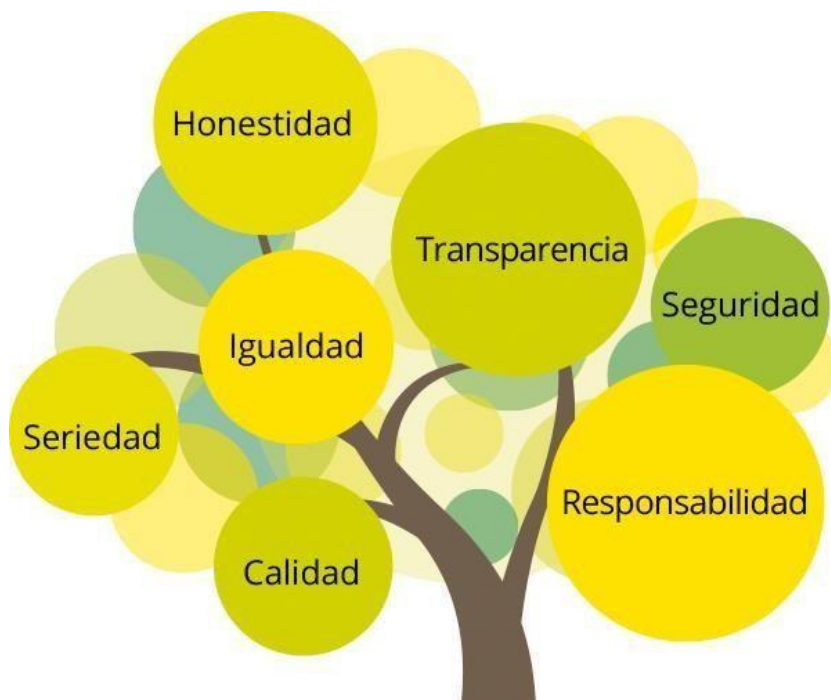 Honestidad
Transparencia
Seguridad
Igualdad
Seriedad
Responsabilidad
Calidad